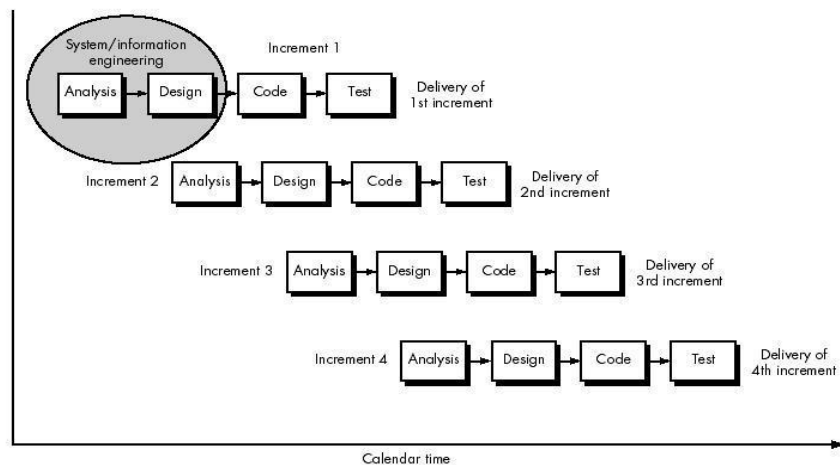 System/information
engineering
Increment 1
Analysis
Design
Code
Test
Delivery of
1st increment
Increment 2
Analysis
Design
Code
Test
Delivery of
2nd increment
Increment 3
Analysis
Design
Code
Test
Delivery of
3rd increment
Increment 4
Analysis
Design
Code
Test
Delivery of
4th increment
Calendar time